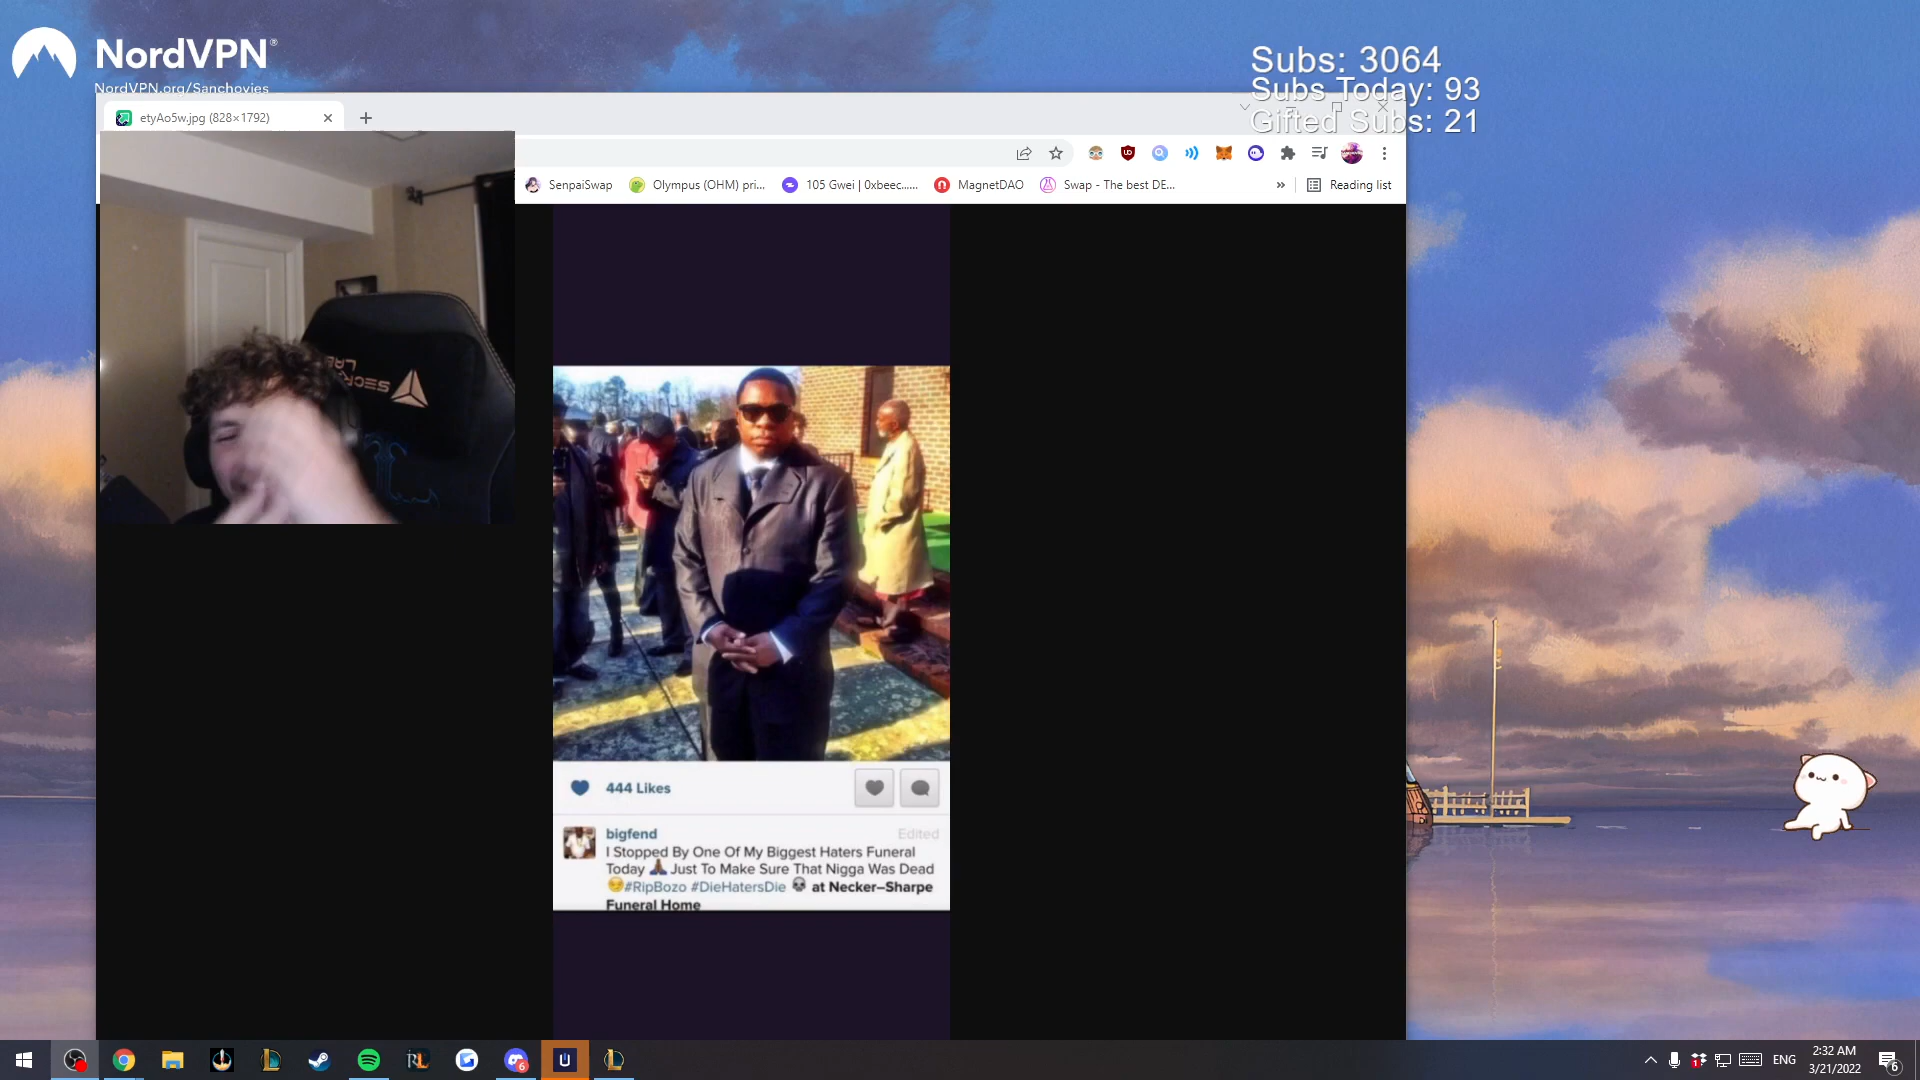 NordVPN®
NordVPN.org/Sanchovies
Subs: 3064
Subs Today: 93
Gifted Subs: 21
etyAo5w.jpg (828×1792)
SenpaiSwap
Olympus (OHM) pri...
105 Gwei | 0xbeec......
MagnetDAO
Swap - The best DE...
»
Reading list
SECRETLAB
444 Likes
bigfend
Edited
I Stopped By One Of My Biggest Haters Funeral
Today 🙏🏾 Just To Make Sure That Nigga Was Dead
😏#RipBozo #DieHatersDie 💀 at Necker–Sharpe
Funeral Home
ENG
2:32 AM
3/21/2022
6
6